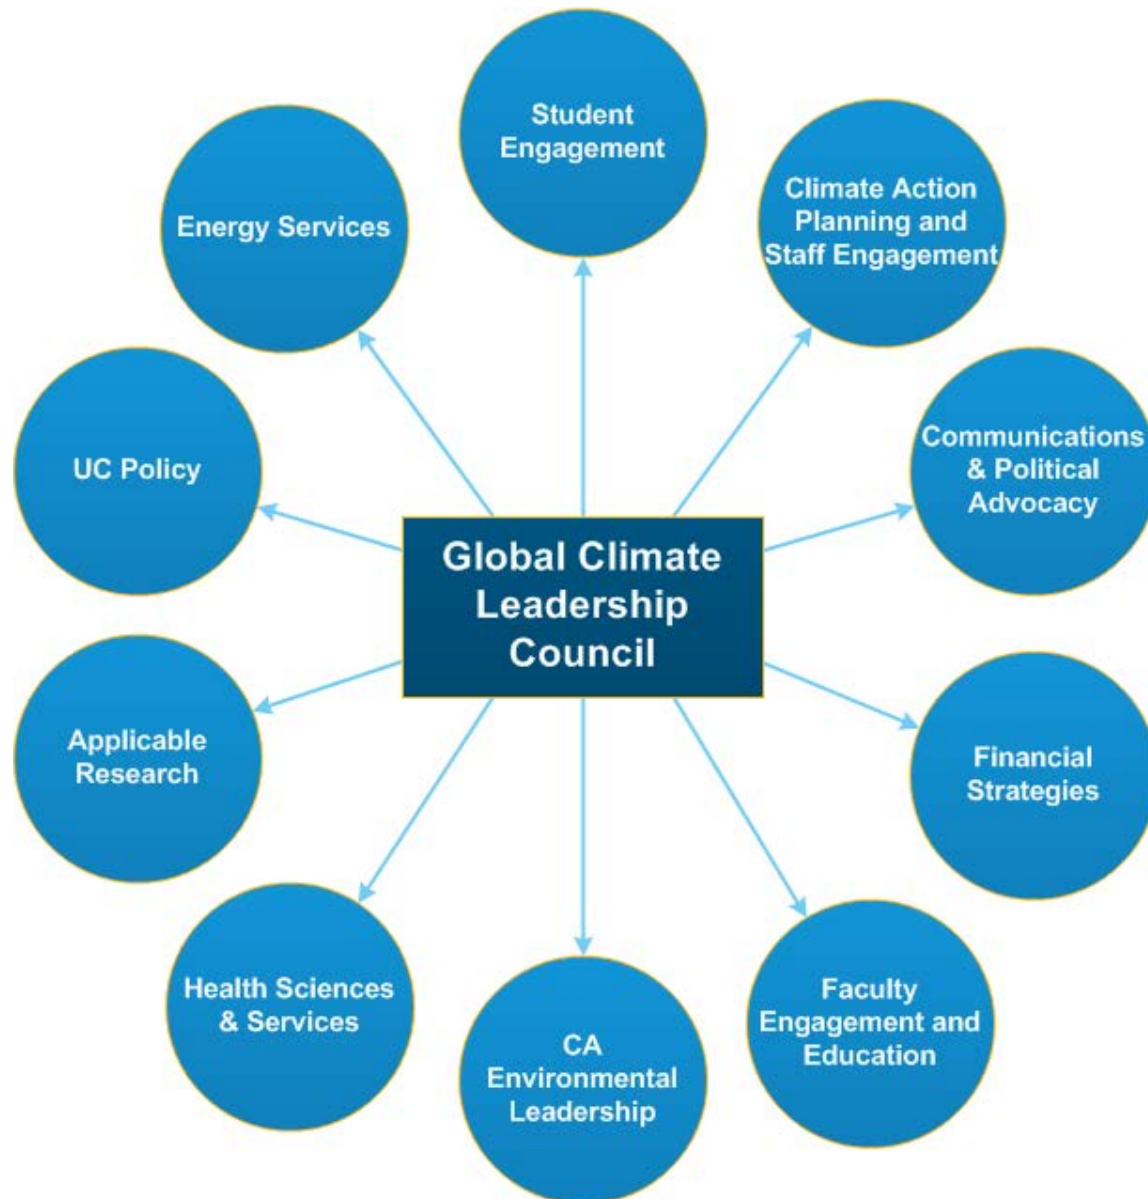 Student
Engagement
Climate Action
Planning and
Staff Engagement
Energy Services
Communications
& Political
Advocacy
UC Policy
Global Climate
Leadership
Council
Applicable
Research
Financial
Strategies
Health Sciences
& Services
Faculty
Engagement and
Education
CA
Environmental
Leadership